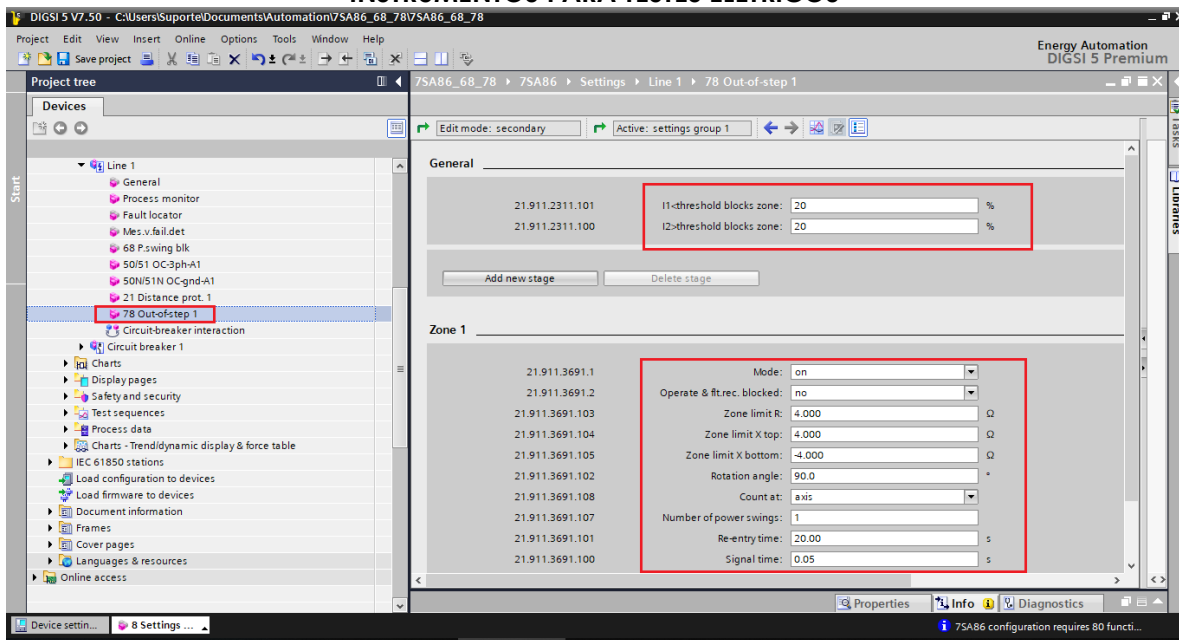 INSTRUMENTOS PARA TESTES ELÉTRICOS
DIGSI 5 V7.50 - C:\Users\Suporte\Documents\Automation\7SA86_68_78\7SA86_68_78
Project Edit View Insert Online Options Tools Window Help
Energy Automation
DIGSI 5 Premium
Save project
Project tree
7SA86_68_78 ▸ 7SA86 ▸ Settings ▸ Line 1 ▸ 78 Out-of-step 1
Devices
Edit mode: secondary
Active: settings group 1
Tasks
Libraries
Start
Line 1
General
Process monitor
Fault locator
Mes.v.fail.det
68 P.swing blk
50/51 OC-3ph-A1
50N/51N OC-gnd-A1
21 Distance prot. 1
78 Out-of-step 1
Circuit-breaker interaction
Circuit breaker 1
Charts
Display pages
Safety and security
Test sequences
Process data
Charts - Trend/dynamic display & force table
IEC 61850 stations
Load configuration to devices
Load firmware to devices
Document information
Frames
Cover pages
Languages & resources
Online access
General
21.911.2311.101 I1<threshold blocks zone: 20 %
21.911.2311.100 I2>threshold blocks zone: 20 %
Add new stage Delete stage
Zone 1
21.911.3691.1 Mode: on
21.911.3691.2 Operate & flt.rec. blocked: no
21.911.3691.103 Zone limit R: 4.000 Ω
21.911.3691.104 Zone limit X top: 4.000 Ω
21.911.3691.105 Zone limit X bottom: -4.000 Ω
21.911.3691.102 Rotation angle: 90.0 °
21.911.3691.108 Count at: axis
21.911.3691.107 Number of power swings: 1
21.911.3691.101 Re-entry time: 20.00 s
21.911.3691.100 Signal time: 0.05 s
Properties Info Diagnostics
Device settin... 8 Settings ... 7SA86 configuration requires 80 functi...